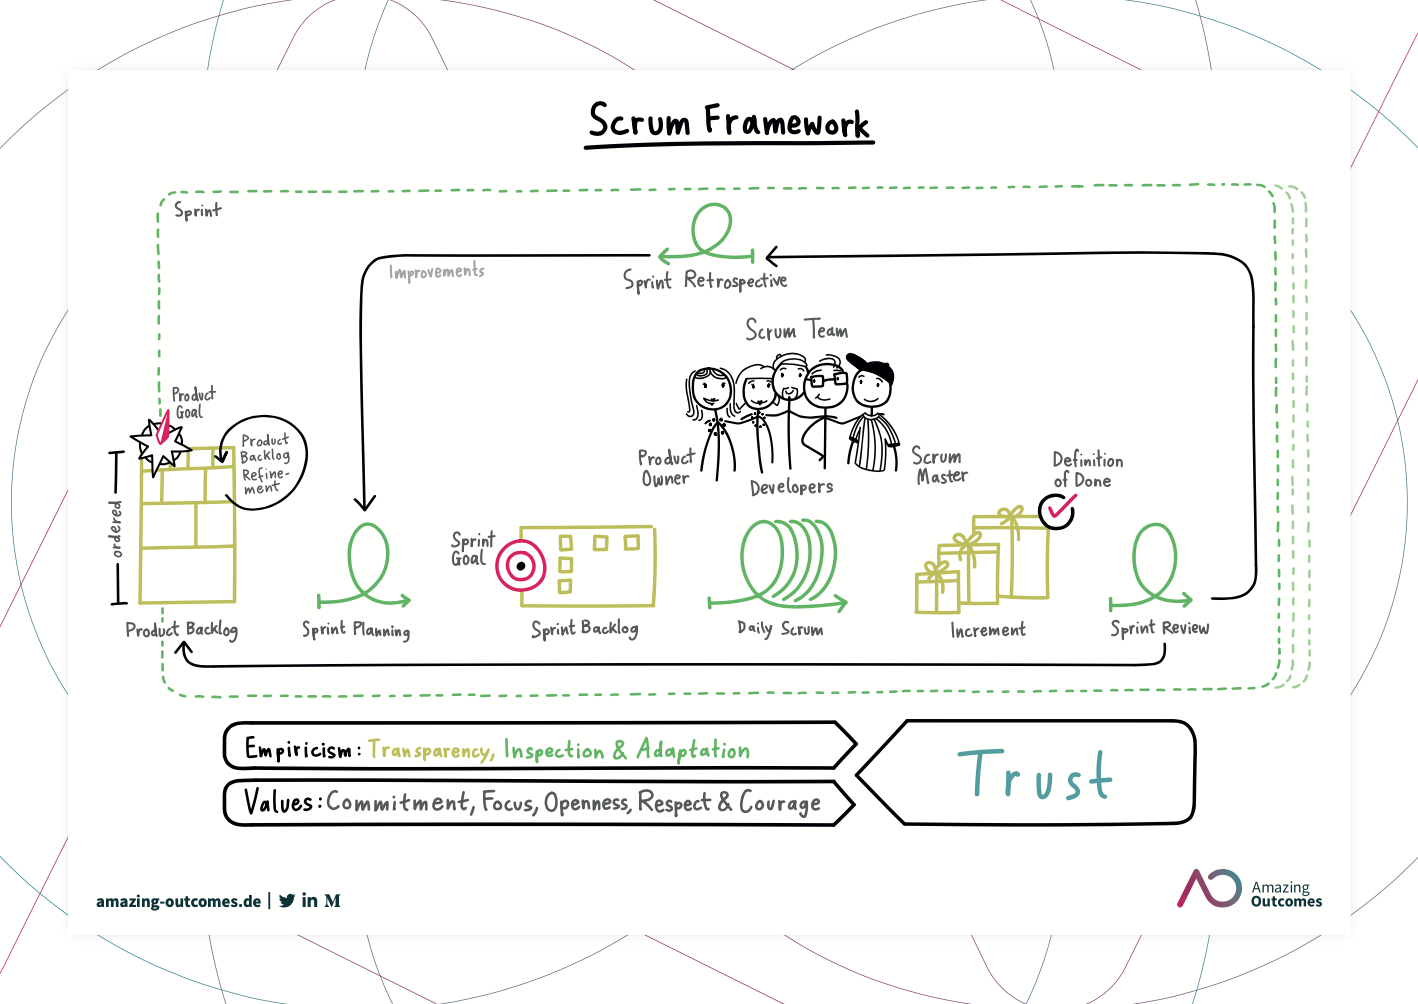 Scrum Framework
Sprint
Improvements
Sprint Retrospective
Scrum Team
Product
Goal
Product
Backlog
Refine-
ment
ordered
Product
Owner
Developers
Scrum
Master
Definition
of Done
Sprint
Goal
Product Backlog
Sprint Planning
Sprint Backlog
Daily Scrum
Increment
Sprint Review
Empiricism: Transparency, Inspection & Adaptation
Values: Commitment, Focus, Openness, Respect & Courage
Trust
amazing-outcomes.de | in M
Amazing
Outcomes